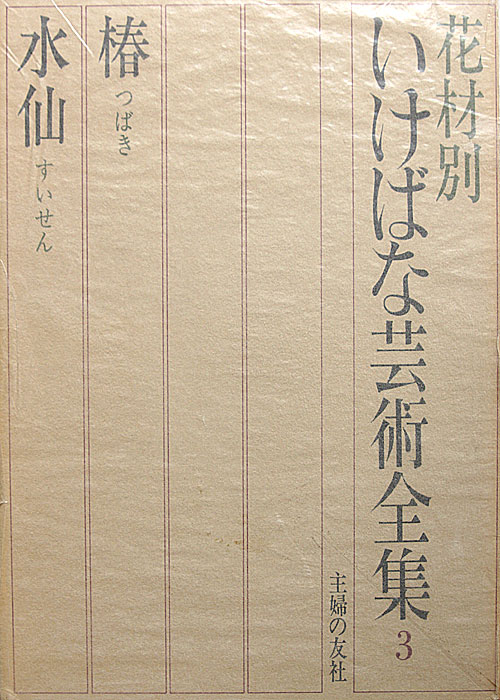 花材別
いけばな芸術全集3
主婦の友社
椿 つばき
水仙 すいせん